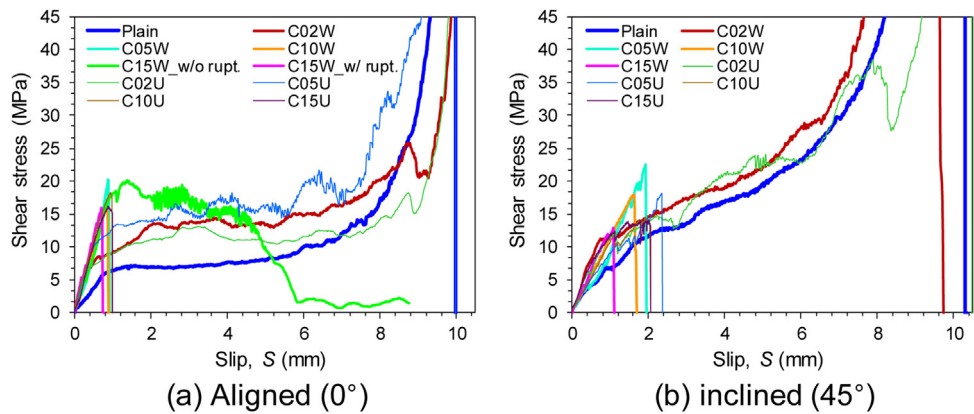 45
40
35
30
25
20
15
10
5
0
Shear stress (MPa)
Plain
C02W
C05W
C10W
C15W_w/o rupt.
C15W_w/ rupt.
C02U
C05U
C10U
C15U
0
2
4
6
8
10
Slip, S (mm)
(a) Aligned (0°)
45
40
35
30
25
20
15
10
5
0
Shear stress (MPa)
Plain
C02W
C05W
C10W
C15W
C02U
C05U
C10U
C15U
0
2
4
6
8
10
Slip, S (mm)
(b) inclined (45°)